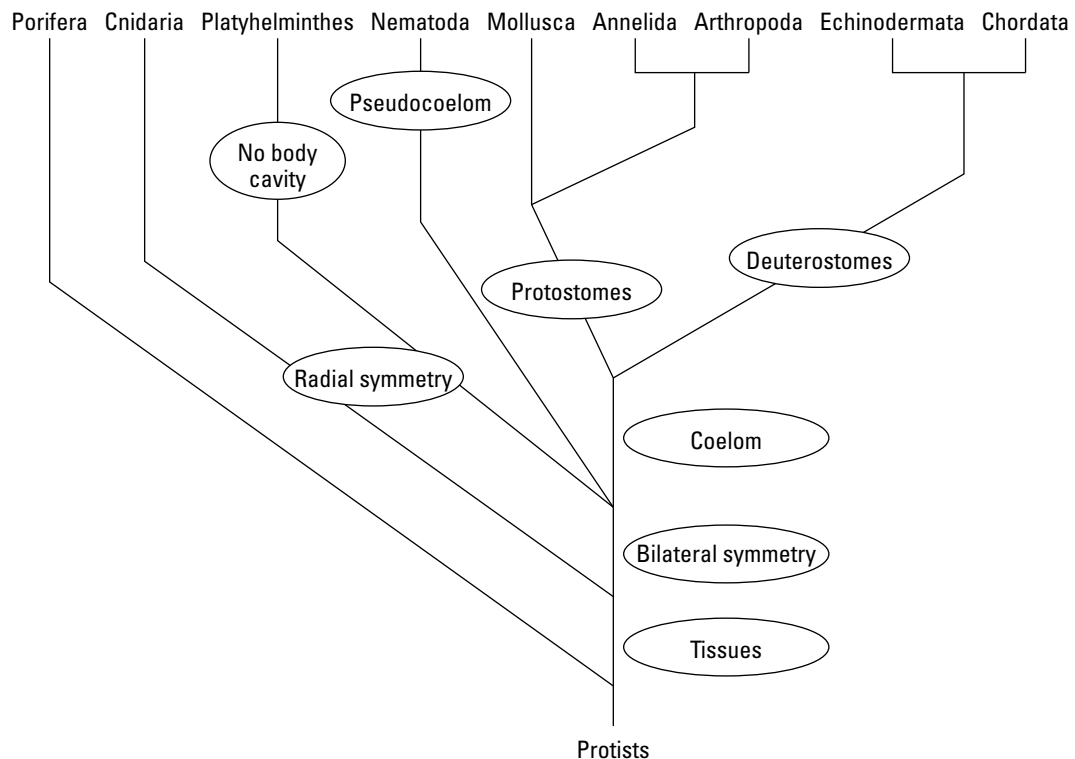 Porifera Cnidaria Platyhelminthes Nematoda Mollusca Annelida Arthropoda Echinodermata Chordata
Pseudocoelom
No body
cavity
Deuterostomes
Protostomes
Radial symmetry
Coelom
Bilateral symmetry
Tissues
Protists